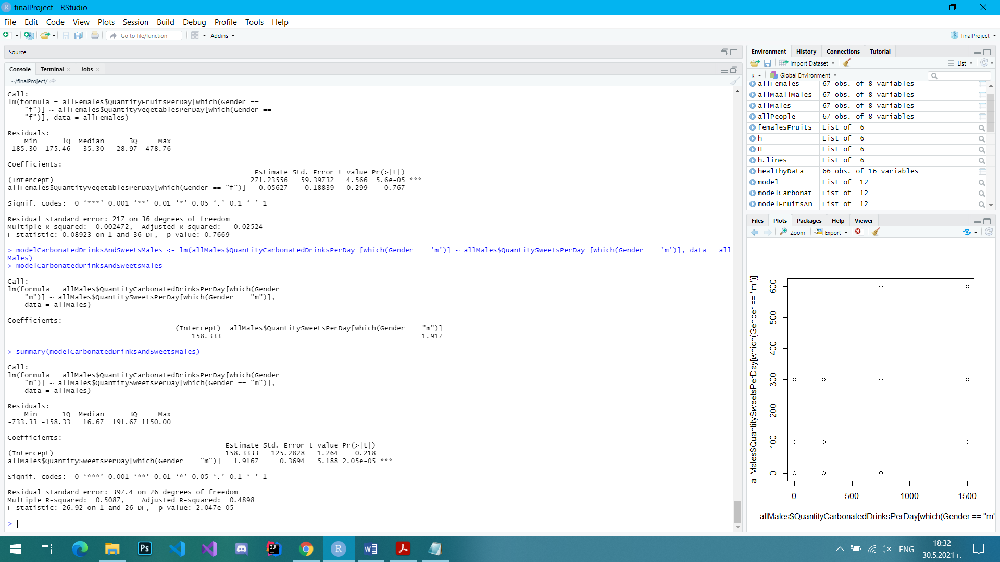 finalProject - RStudio
File Edit Code View Plots Session Build Debug Profile Tools Help
Go to file/function Addins finalProject
Source
Console Terminal Jobs
~/finalProject/
Call:
lm(formula = allFemales$QuantityFruitsPerDay[which(Gender ==
    "f")] ~ allFemales$QuantityVegetablesPerDay[which(Gender ==
    "f")], data = allFemales)
Residuals:
    Min      1Q  Median      3Q     Max
-185.30 -175.46  -35.30  -28.97  478.76
Coefficients:
Estimate Std. Error t value Pr(>|t|)
(Intercept) 271.23556 59.39732 4.566 5.6e-05 ***
allFemales$QuantityVegetablesPerDay[which(Gender == "f")] 0.05627 0.18839 0.299 0.767
---
Signif. codes:  0 ‘***’ 0.001 ‘**’ 0.01 ‘*’ 0.05 ‘.’ 0.1 ‘ ’ 1
Residual standard error: 217 on 36 degrees of freedom
Multiple R-squared:  0.002472,  Adjusted R-squared:  -0.02524
F-statistic: 0.08923 on 1 and 36 DF,  p-value: 0.7669
> modelCarbonatedDrinksAndSweetsMales <- lm(allMales$QuantityCarbonatedDrinksPerDay [which(Gender == 'm')] ~ allMales$QuantitySweetsPerDay [which(Gender == 'm')], data = all
Males)
> modelCarbonatedDrinksAndSweetsMales
Call:
lm(formula = allMales$QuantityCarbonatedDrinksPerDay[which(Gender ==
    "m")] ~ allMales$QuantitySweetsPerDay[which(Gender == "m")],
    data = allMales)
Coefficients:
(Intercept)  allMales$QuantitySweetsPerDay[which(Gender == "m")]
158.333 1.917
> summary(modelCarbonatedDrinksAndSweetsMales)
Call:
lm(formula = allMales$QuantityCarbonatedDrinksPerDay[which(Gender ==
    "m")] ~ allMales$QuantitySweetsPerDay[which(Gender == "m")],
    data = allMales)
Residuals:
    Min      1Q  Median      3Q     Max
-733.33 -158.33   16.67  191.67 1150.00
Coefficients:
Estimate Std. Error t value Pr(>|t|)
(Intercept) 158.3333 125.2828 1.264 0.218
allMales$QuantitySweetsPerDay[which(Gender == "m")] 1.9167 0.3694 5.188 2.05e-05 ***
---
Signif. codes:  0 ‘***’ 0.001 ‘**’ 0.01 ‘*’ 0.05 ‘.’ 0.1 ‘ ’ 1
Residual standard error: 397.4 on 26 degrees of freedom
Multiple R-squared:  0.5087,    Adjusted R-squared:  0.4898
F-statistic: 26.92 on 1 and 26 DF,  p-value: 2.047e-05
>
Environment History Connections Tutorial
Import Dataset List
R Global Environment
allFemales 67 obs. of 8 variables
allMaallMales 67 obs. of 8 variables
allMales 67 obs. of 8 variables
allPeople 67 obs. of 8 variables
femalesFruits List of 6
h List of 6
H List of 6
h.lines List of 6
healthyData 66 obs. of 16 variables
model List of 12
modelCarbonat… List of 12
modelFruitsAn… List of 12
Files Plots Packages Help Viewer
Zoom Export
allMales$QuantitySweetsPerDay[which(Gender == "m")]
600
500
400
300
200
100
0
0 500 1000 1500
allMales$QuantityCarbonatedDrinksPerDay[which(Gender == "m"
Ps R W ENG
18:32
30.5.2021 г.